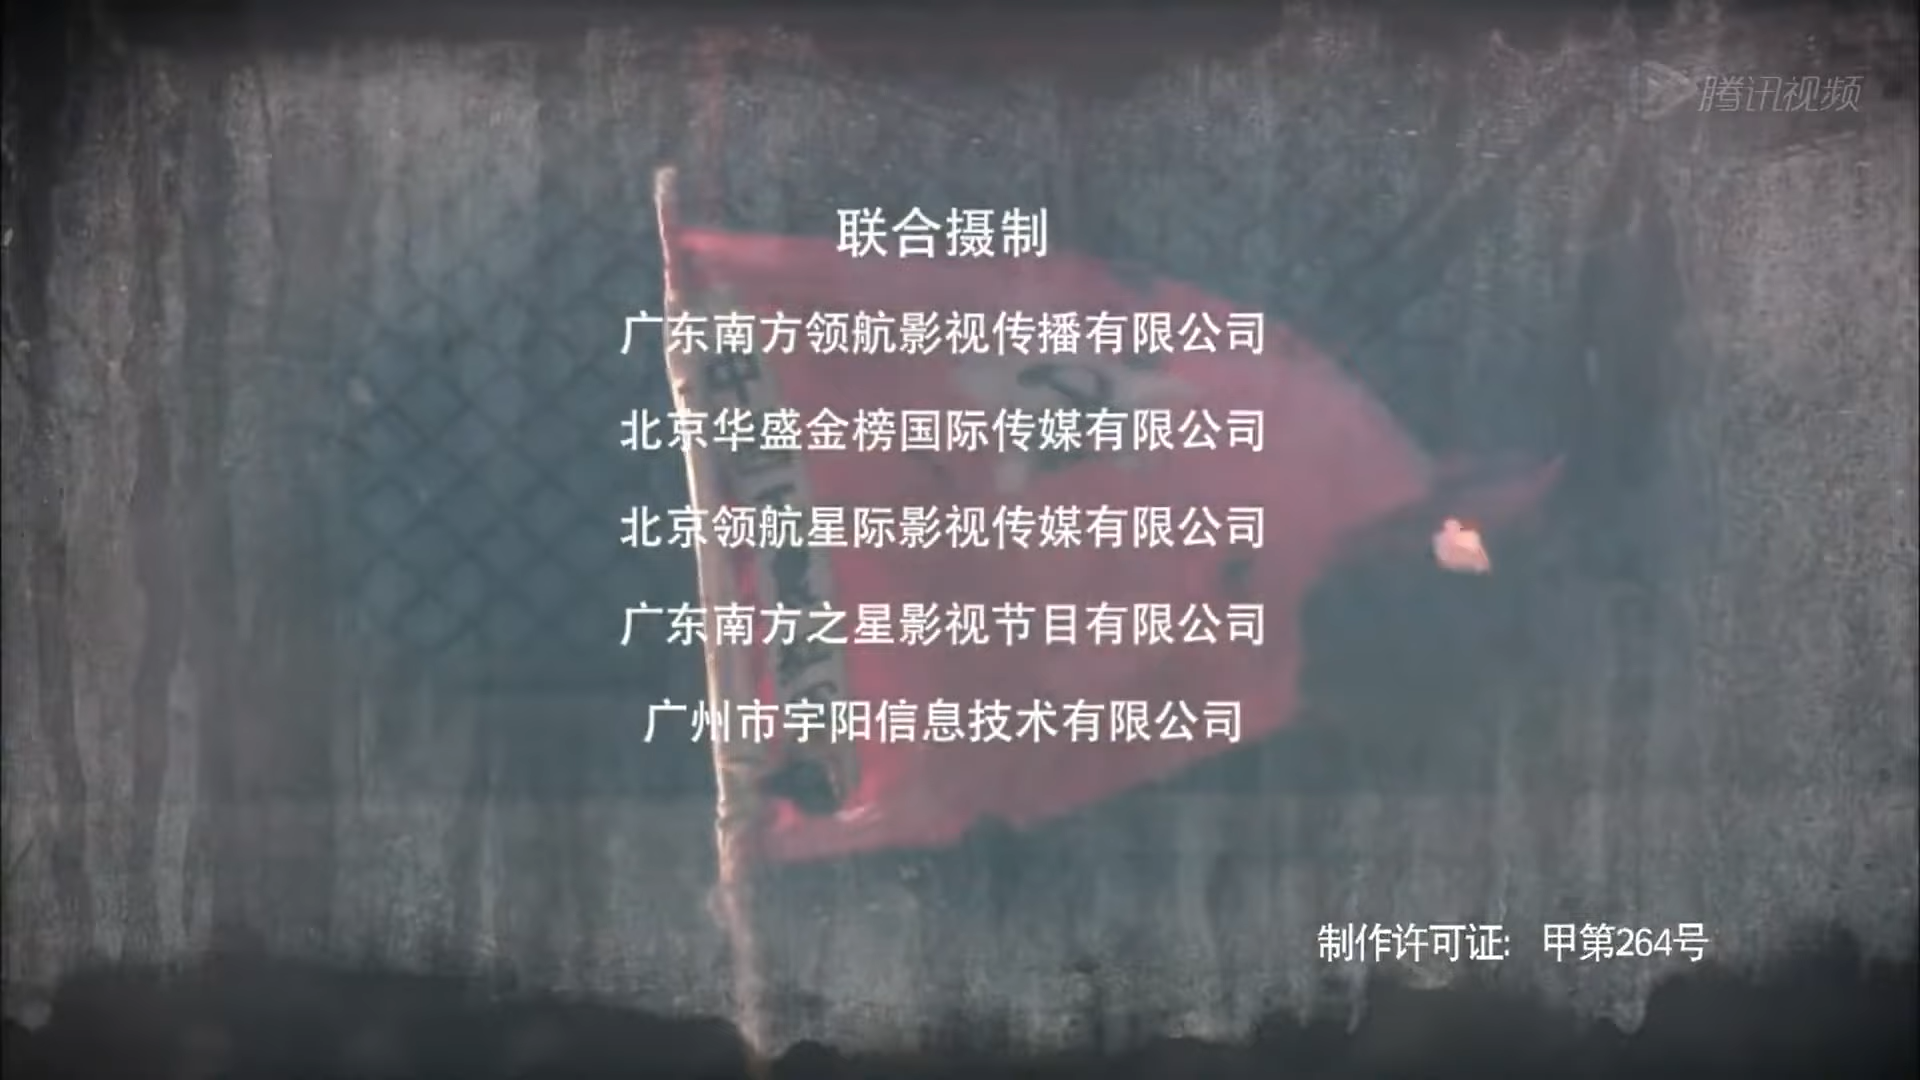 腾讯视频
联合摄制
广东南方领航影视传播有限公司
北京华盛金榜国际传媒有限公司
北京领航星际影视传媒有限公司
广东南方之星影视节目有限公司
广州市宇阳信息技术有限公司
制作许可证: 甲第264号